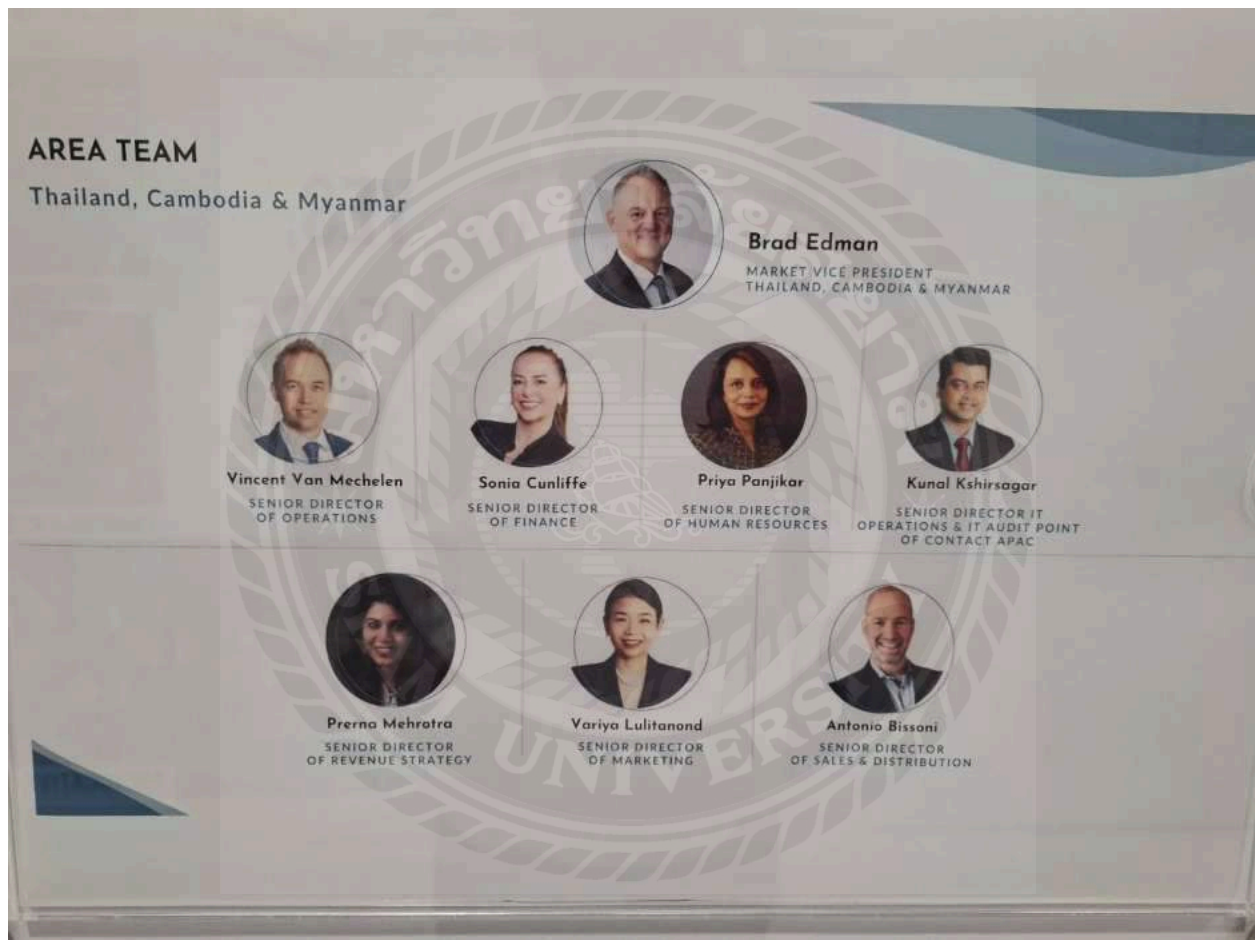 AREA TEAM
Thailand, Cambodia & Myanmar
Brad Edman
MARKET VICE PRESIDENT
THAILAND, CAMBODIA & MYANMAR
Vincent Van Mechelen
SENIOR DIRECTOR
OF OPERATIONS
Sonia Cunliffe
SENIOR DIRECTOR
OF FINANCE
Priya Panjikar
SENIOR DIRECTOR
OF HUMAN RESOURCES
Kunal Kshirsagar
SENIOR DIRECTOR IT
OPERATIONS & IT AUDIT POINT
OF CONTACT APAC
Prerna Mehrotra
SENIOR DIRECTOR
OF REVENUE STRATEGY
Variya Lulitanond
SENIOR DIRECTOR
OF MARKETING
Antonio Bissoni
SENIOR DIRECTOR
OF SALES & DISTRIBUTION
UNIVERSITY